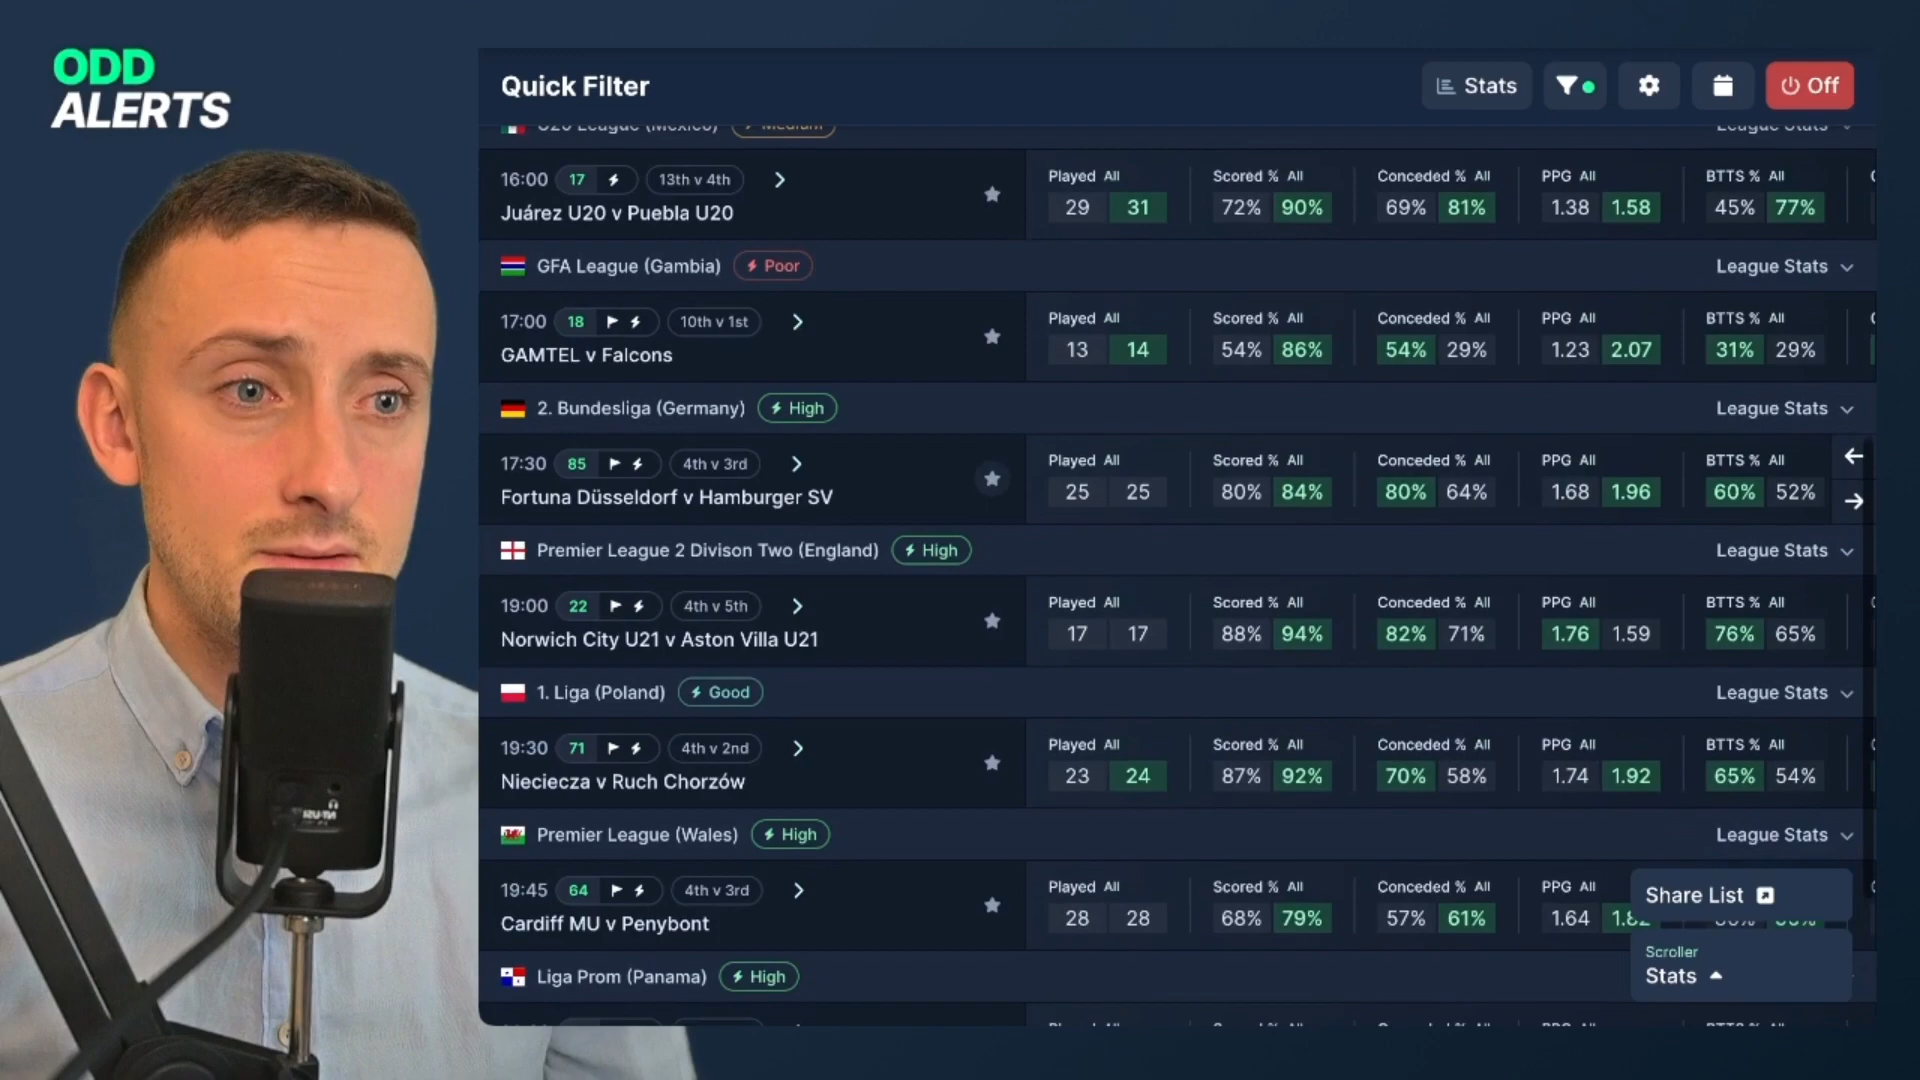 ODD
ALERTS
Quick Filter
Stats
Off
U20 League (Mexico) Medium League Stats
16:00 17 13th v 4th
Juárez U20 v Puebla U20
Played All Scored % All Conceded % All PPG All BTTS % All
29 31 72% 90% 69% 81% 1.38 1.58 45% 77%
GFA League (Gambia) Poor League Stats
17:00 18 10th v 1st
GAMTEL v Falcons
Played All Scored % All Conceded % All PPG All BTTS % All
13 14 54% 86% 54% 29% 1.23 2.07 31% 29%
2. Bundesliga (Germany) High League Stats
17:30 85 4th v 3rd
Fortuna Düsseldorf v Hamburger SV
Played All Scored % All Conceded % All PPG All BTTS % All
25 25 80% 84% 80% 64% 1.68 1.96 60% 52%
Premier League 2 Divison Two (England) High League Stats
19:00 22 4th v 5th
Norwich City U21 v Aston Villa U21
Played All Scored % All Conceded % All PPG All BTTS % All
17 17 88% 94% 82% 71% 1.76 1.59 76% 65%
1. Liga (Poland) Good League Stats
19:30 71 4th v 2nd
Nieciecza v Ruch Chorzów
Played All Scored % All Conceded % All PPG All BTTS % All
23 24 87% 92% 70% 58% 1.74 1.92 65% 54%
Premier League (Wales) High League Stats
19:45 64 4th v 3rd
Cardiff MU v Penybont
Played All Scored % All Conceded % All PPG All
28 28 68% 79% 57% 61% 1.64 1.82
Liga Prom (Panama) High
Share List
Scroller
Stats